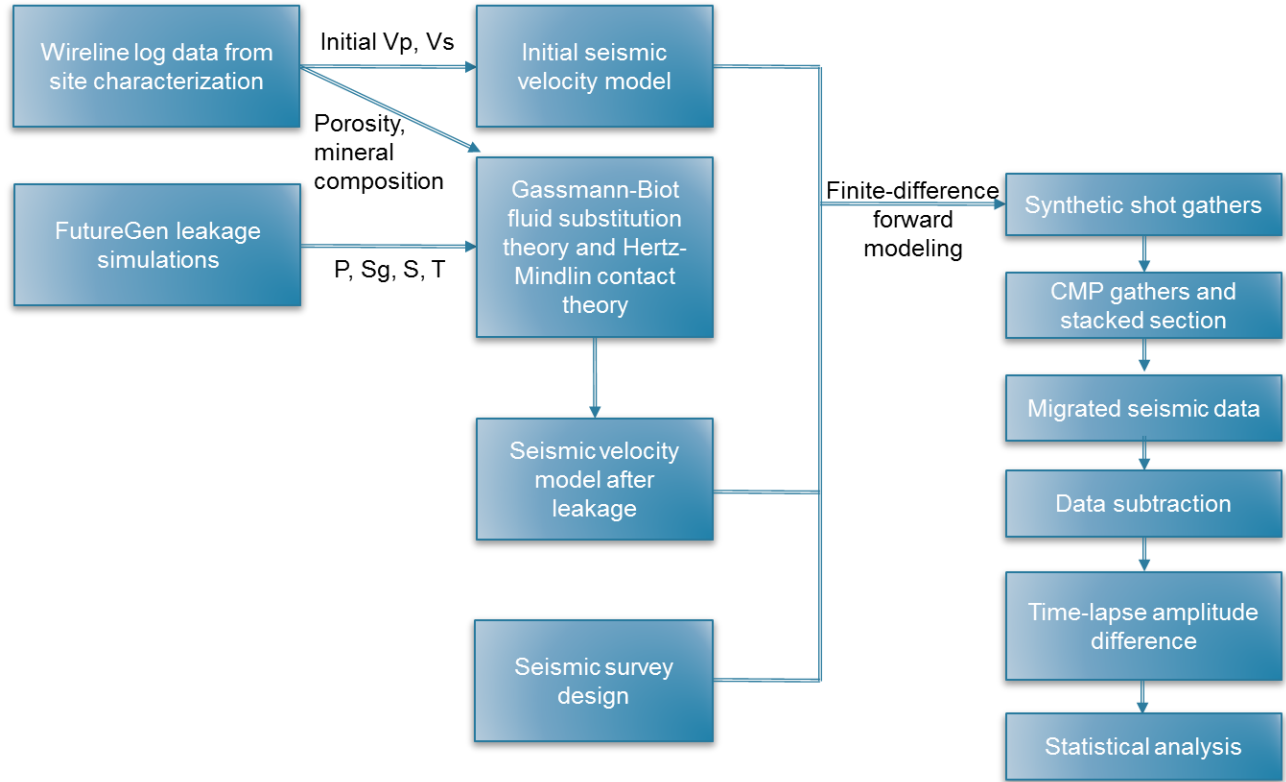 Wireline log data from
site characterization
Initial Vp, Vs
Initial seismic
velocity model
Porosity,
mineral
composition
FutureGen leakage
simulations
P, Sg, S, T
Gassmann-Biot
fluid substitution
theory and Hertz-
Mindlin contact
theory
Seismic velocity
model after
leakage
Seismic survey
design
Finite-difference
forward
modeling
Synthetic shot gathers
CMP gathers and
stacked section
Migrated seismic data
Data subtraction
Time-lapse amplitude
difference
Statistical analysis